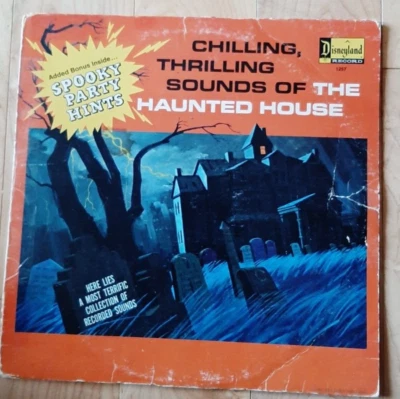 Added Bonus Inside...
SPOOKY
PARTY
HINTS
CHILLING,
THRILLING
SOUNDS OF THE
HAUNTED HOUSE
Disneyland
RECORD
1257
HERE LIES
A MOST TERRIFIC
COLLECTION OF
RECORDED SOUNDS